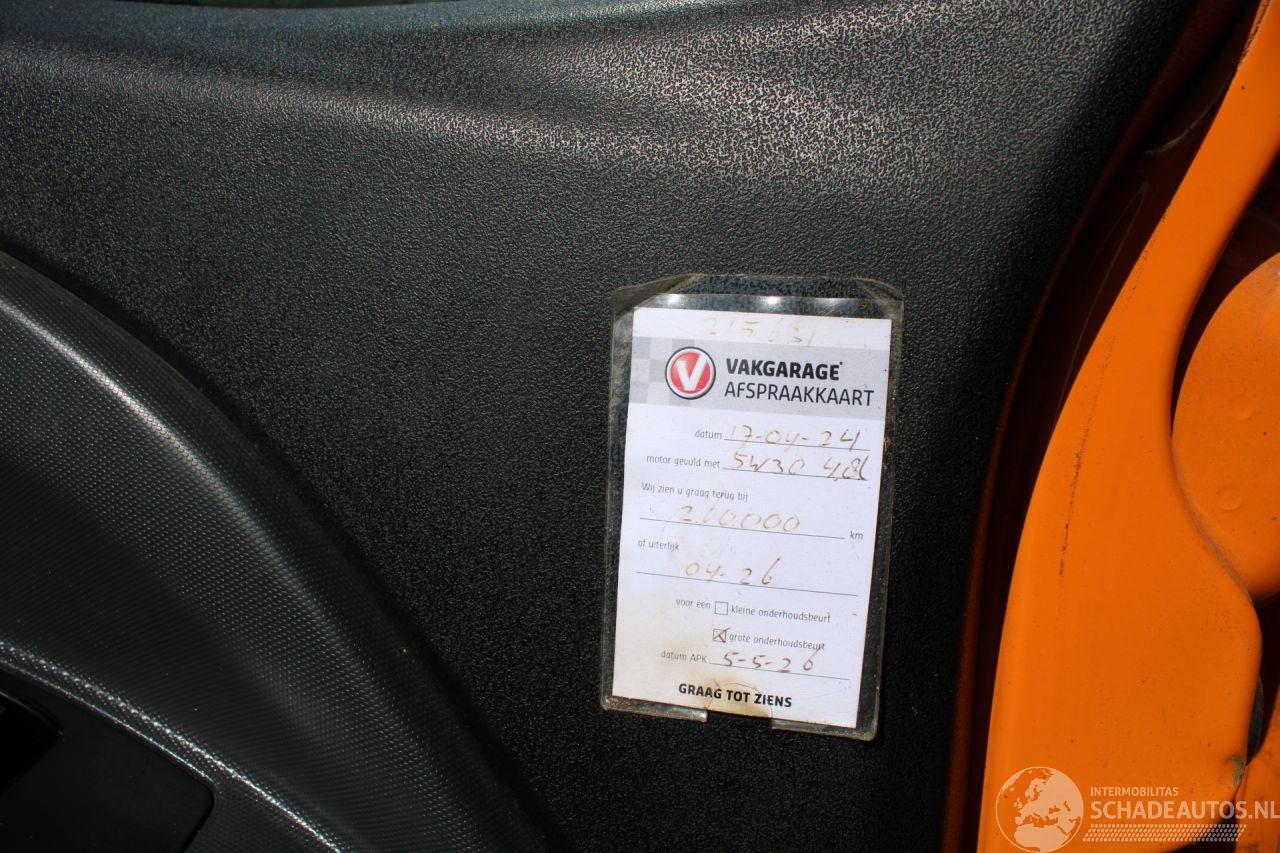 215631
V VAKGARAGE®
AFSPRAAKKAART
datum 17-04-24
motor gevuld met 5W30 4,8L
Wij zien u graag terug bij
km
of uiterlijk
04-26
voor een kleine onderhoudsbeurt
grote onderhoudsbeurt
datum APK 5-5-26
GRAAG TOT ZIENS
INTERMOBILITAS
SCHADEAUTOS.NL